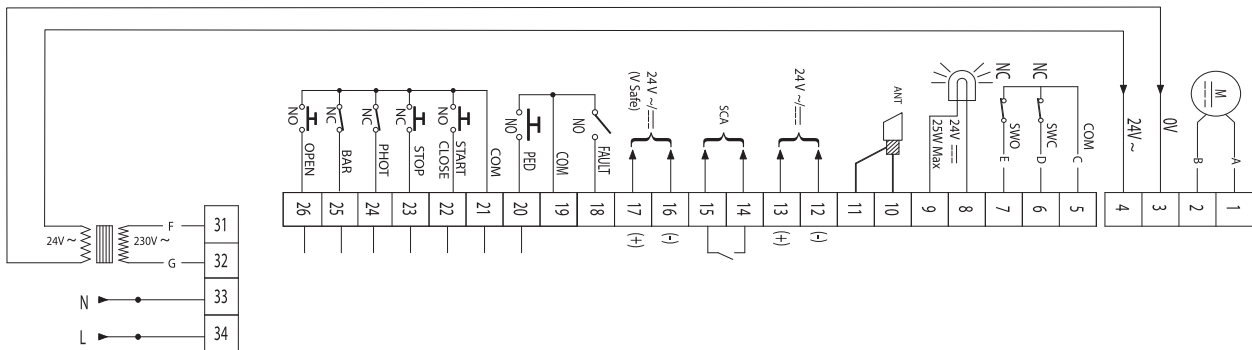 24V ~
0V
M
B
A
NO
OPEN
NC
BAR
NC
PHOT
NC
STOP
NO
START
CLOSE
COM
NO
PED
COM
NO
FAULT
24V ~/⎓
(V Safe)
SCA
24V ~/⎓
ANT
24V ⎓
25W Max
NC
SWO
E
NC
SWC
D
COM
C
26
25
24
23
22
21
20
19
18
17
16
15
14
13
12
11
10
9
8
7
6
5
4
3
2
1
(+)
(-)
(+)
(-)
24V ~
230V ~
F
G
31
32
33
34
N
L